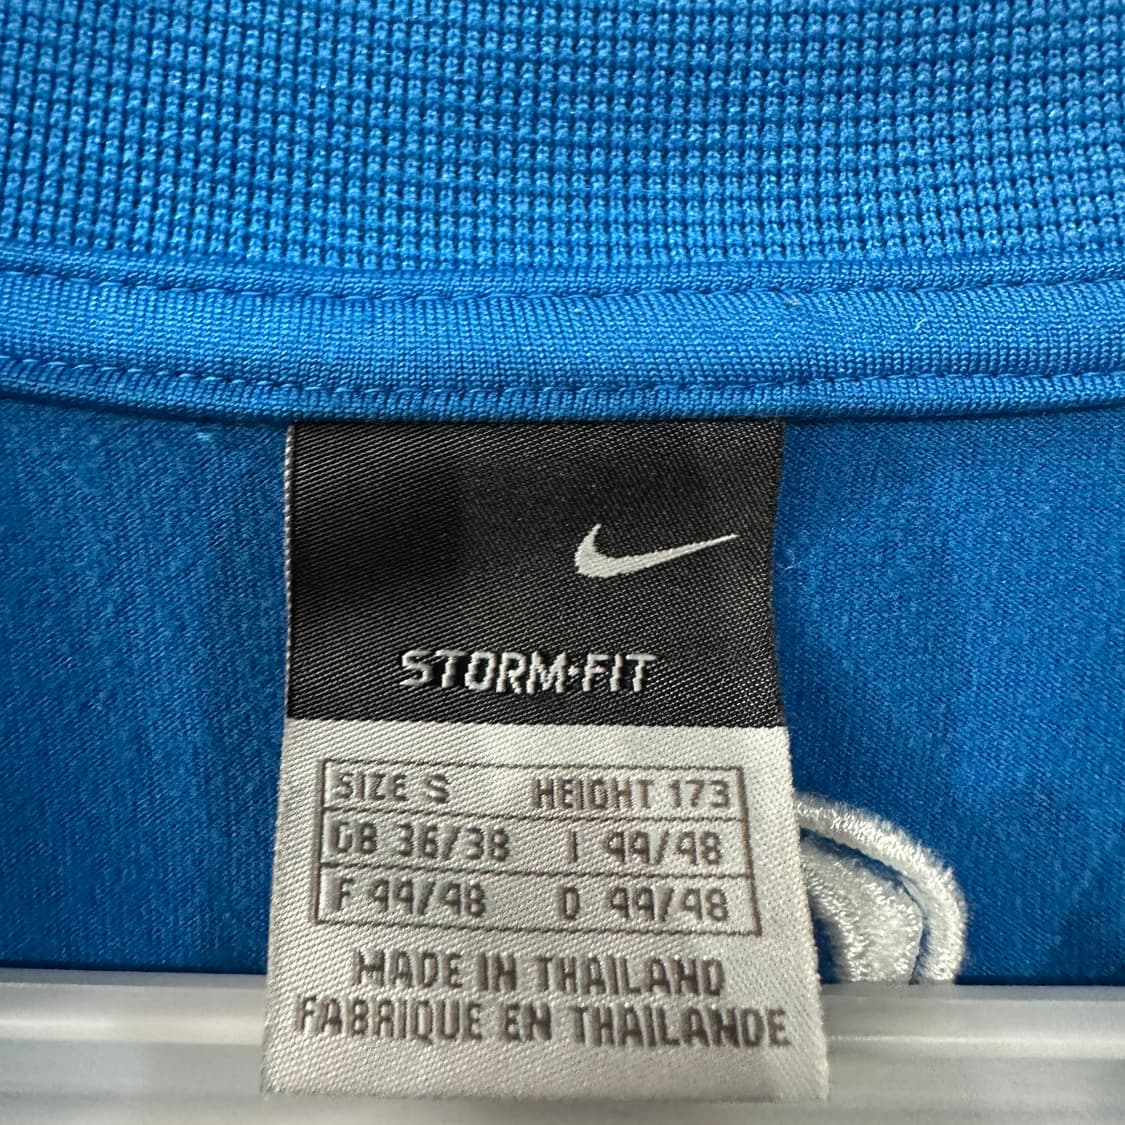 STORM·FIT
SIZE S HEIGHT 173
GB 36/38 I 44/48
F 44/48 D 44/48
MADE IN THAILAND
FABRIQUE EN THAILANDE